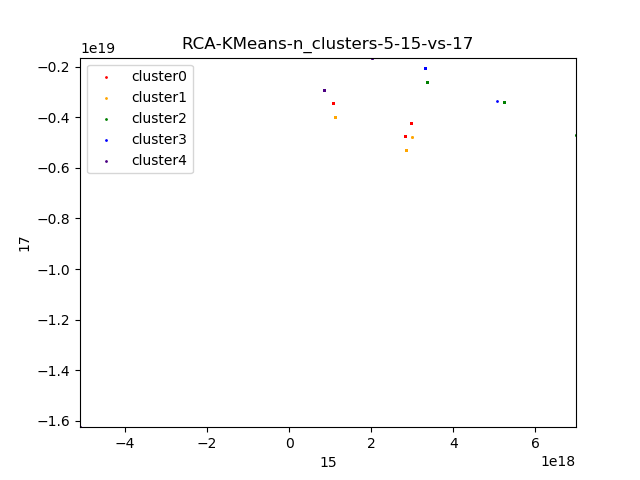 RCA-KMeans-n_clusters-5-15-vs-17
1e19
cluster0
cluster1
cluster2
cluster3
cluster4
−0.2
−0.4
−0.6
−0.8
−1.0
−1.2
−1.4
−1.6
17
−4
−2
0
2
4
6
15
1e18